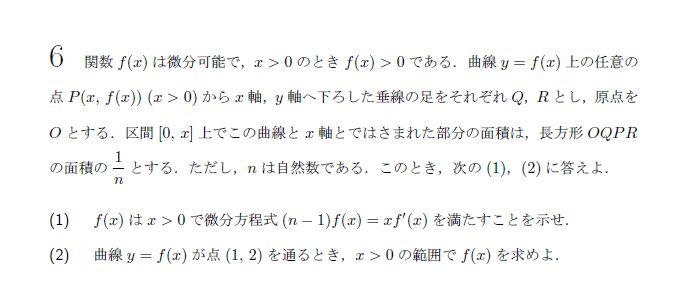 6 関数 f(x) は微分可能で，x > 0 のとき f(x) > 0 である．曲線 y = f(x) 上の任意の
点 P(x, f(x)) (x > 0) から x 軸，y 軸へ下ろした垂線の足をそれぞれ Q，R とし，原点を
O とする．区間 [0, x] 上でこの曲線と x 軸とではさまれた部分の面積は，長方形 OQPR
の面積の 1/n とする．ただし，n は自然数である．このとき，次の (1)，(2) に答えよ．
(1) f(x) は x > 0 で微分方程式 (n − 1)f(x) = xf′(x) を満たすことを示せ．
(2) 曲線 y = f(x) が点 (1, 2) を通るとき，x > 0 の範囲で f(x) を求めよ．